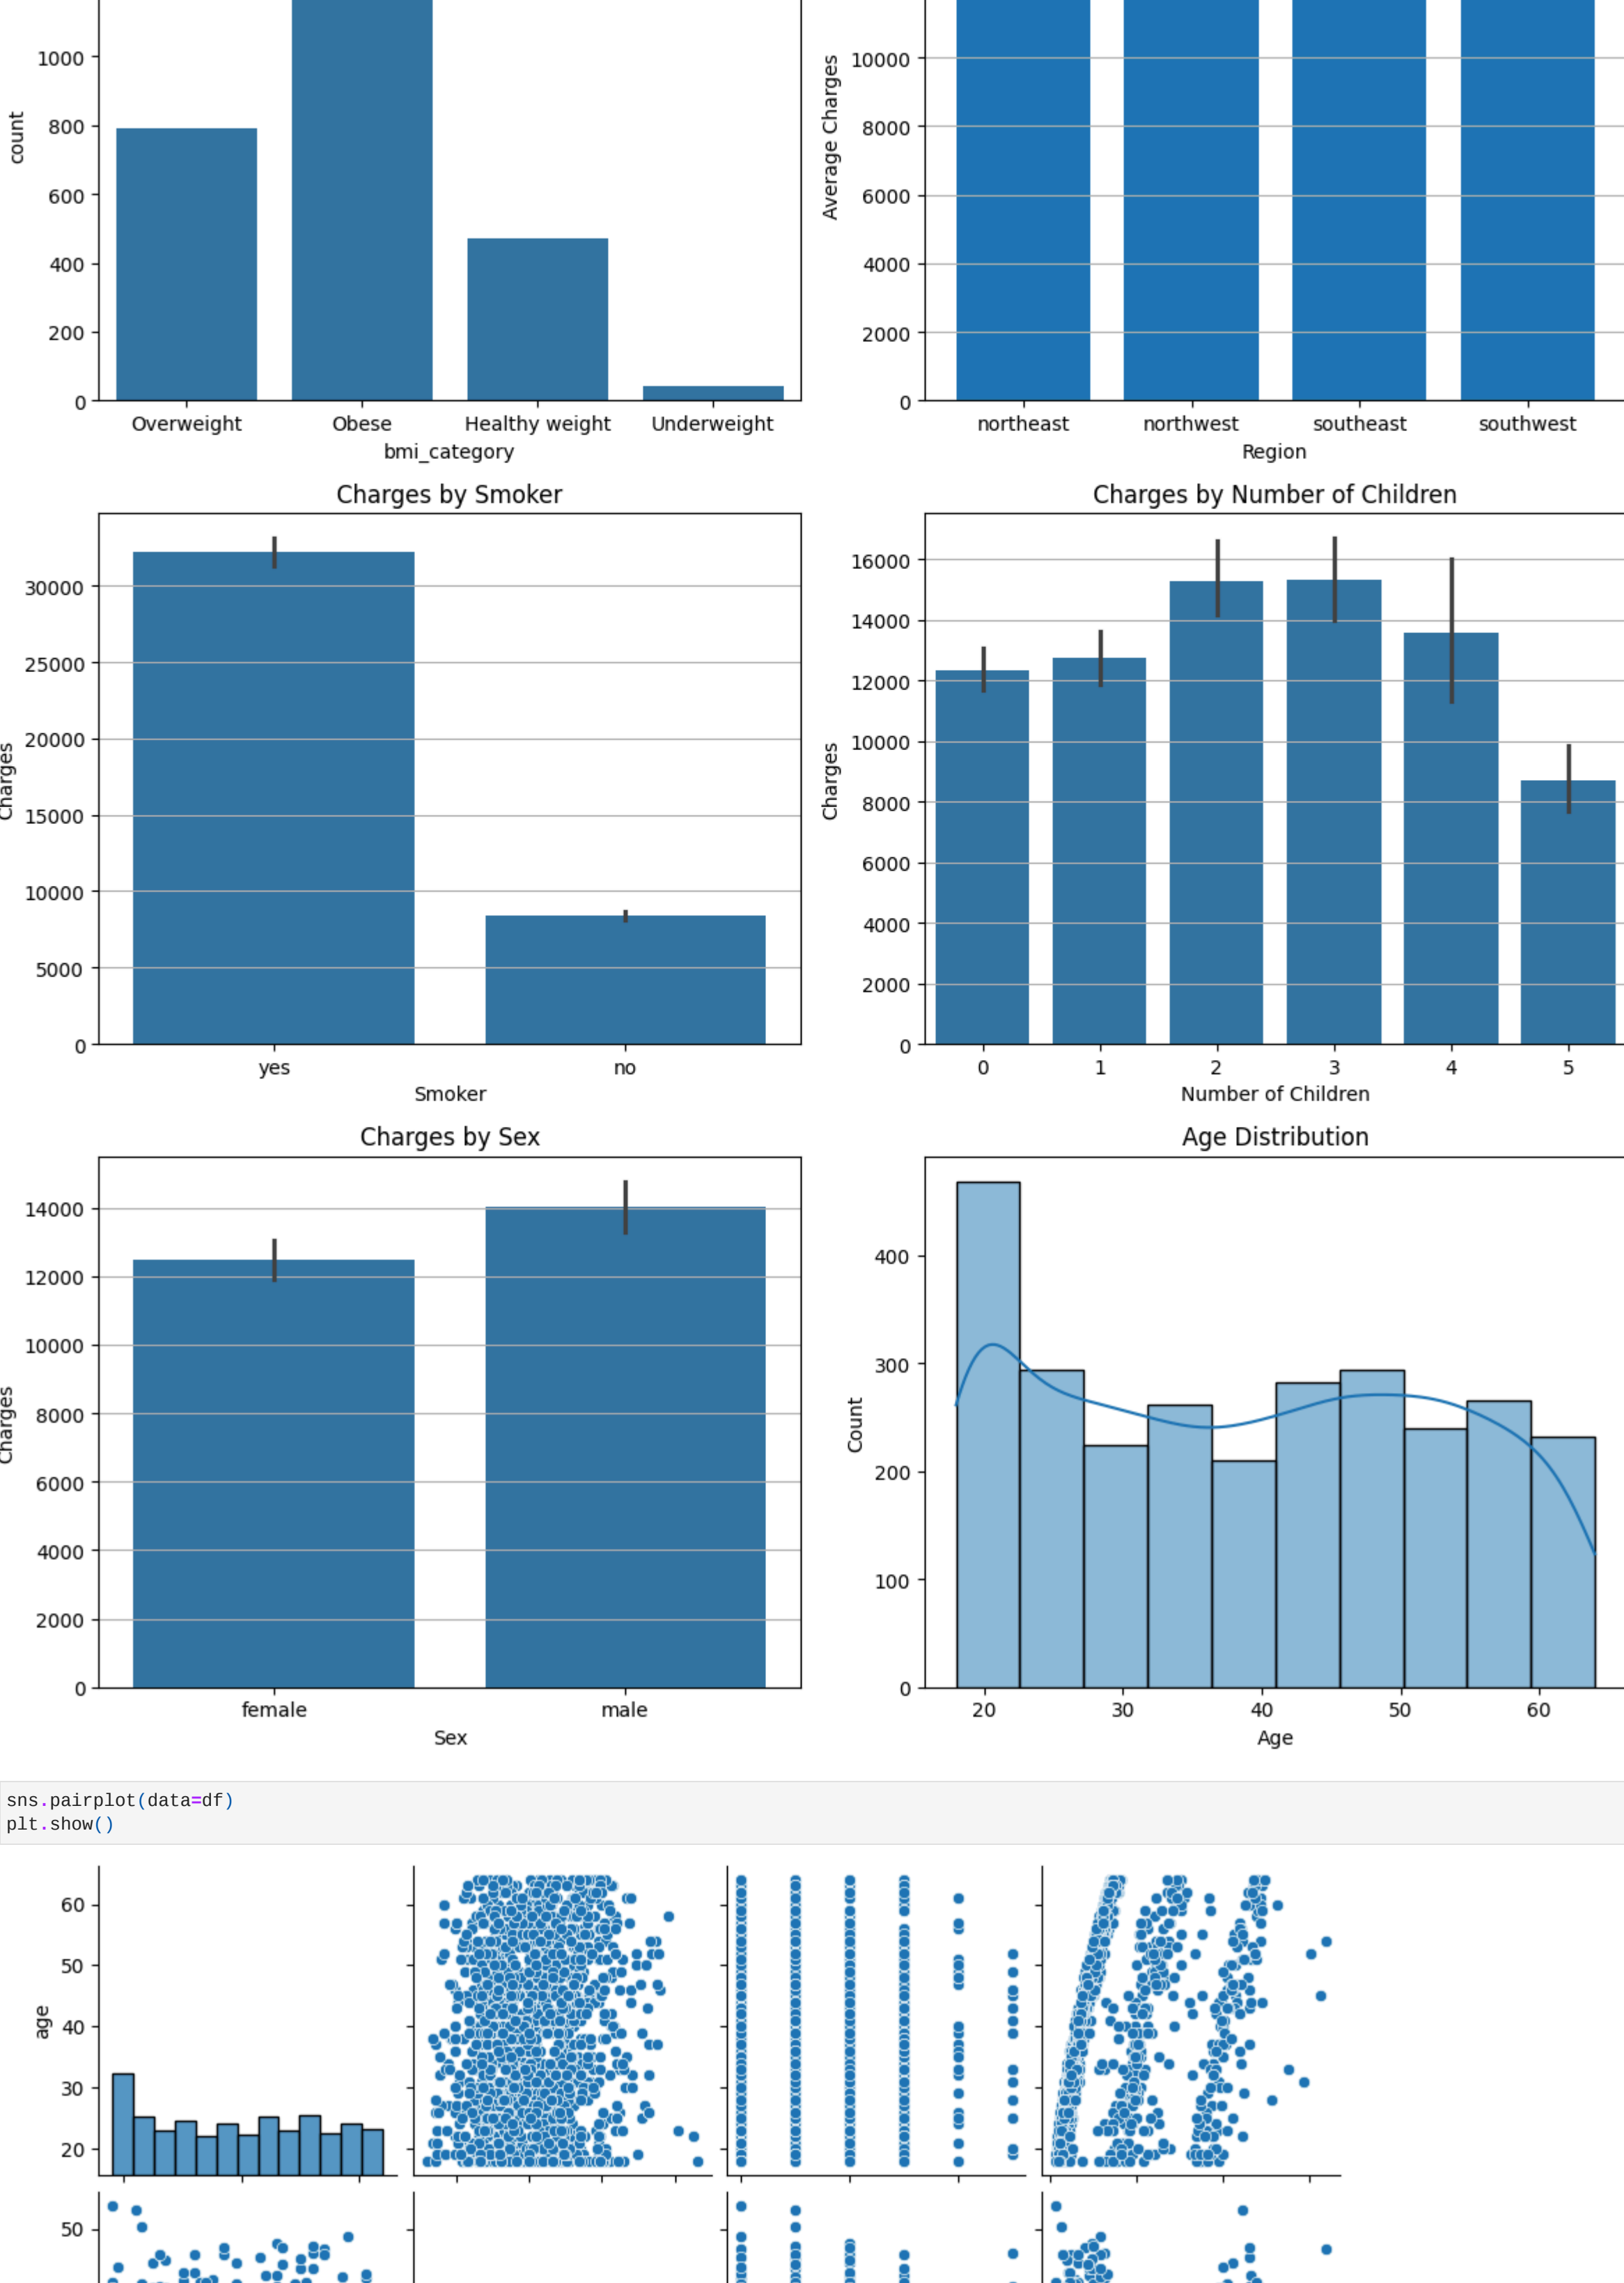 1000
800
600
400
200
0
count
Overweight Obese Healthy weight Underweight
bmi_category
10000
8000
6000
4000
2000
0
Average Charges
northeast northwest southeast southwest
Region
Charges by Smoker
30000
25000
20000
15000
10000
5000
0
Charges
yes no
Smoker
Charges by Number of Children
16000
14000
12000
10000
8000
6000
4000
2000
0
Charges
0 1 2 3 4 5
Number of Children
Charges by Sex
14000
12000
10000
8000
6000
4000
2000
0
Charges
female male
Sex
Age Distribution
400
300
200
100
0
Count
20 30 40 50 60
Age
sns.pairplot(data=df)
plt.show()
60
50
40
30
20
age
50